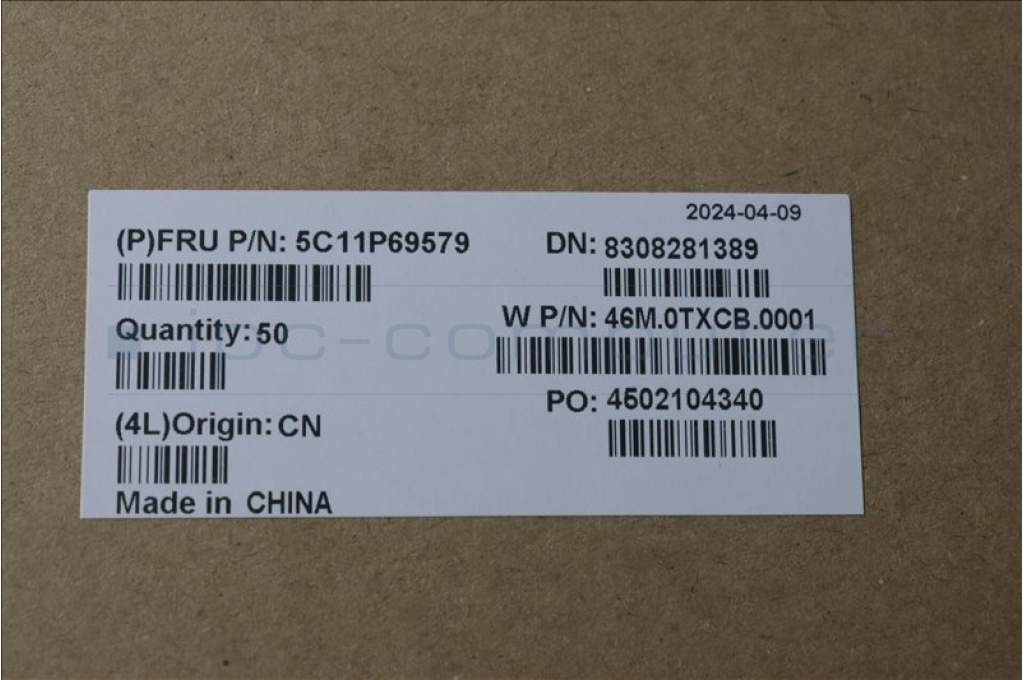 2024-04-09
(P)FRU P/N: 5C11P69579
DN: 8308281389
W P/N: 46M.0TXCB.0001
Quantity: 50
PO: 4502104340
(4L)Origin: CN
Made in CHINA